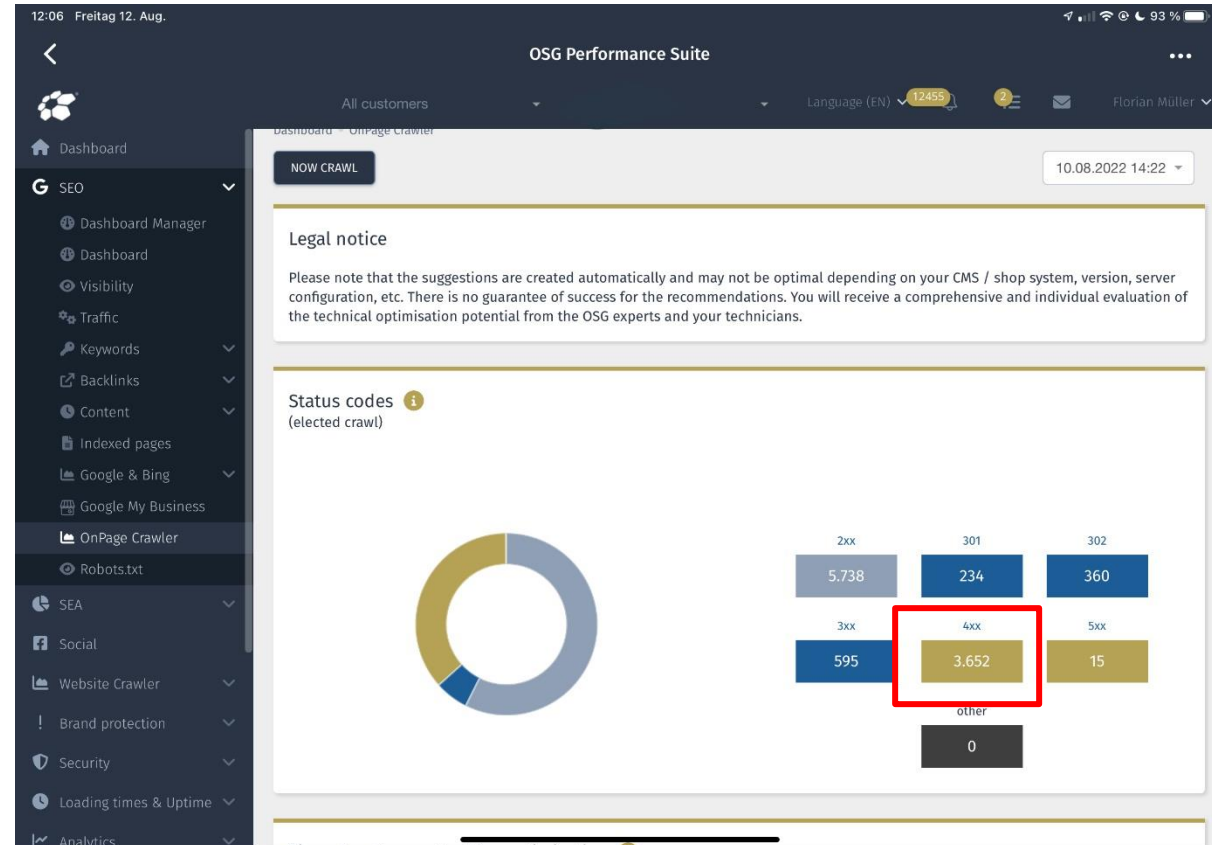 12:06 Freitag 12. Aug.
93 %
OSG Performance Suite
All customers
Language (EN)
12455
2
Florian Müller
Dashboard
SEO
Dashboard Manager
Dashboard
Visibility
Traffic
Keywords
Backlinks
Content
Indexed pages
Google & Bing
Google My Business
OnPage Crawler
Robots.txt
SEA
Social
Website Crawler
Brand protection
Security
Loading times & Uptime
Analytics
Dashboard - OnPage Crawler
NOW CRAWL
10.08.2022 14:22
Legal notice
Please note that the suggestions are created automatically and may not be optimal depending on your CMS / shop system, version, server
configuration, etc. There is no guarantee of success for the recommendations. You will receive a comprehensive and individual evaluation of
the technical optimisation potential from the OSG experts and your technicians.
Status codes
(elected crawl)
2xx 301 302
5.738 234 360
3xx 4xx 5xx
595 3.652 15
other
0